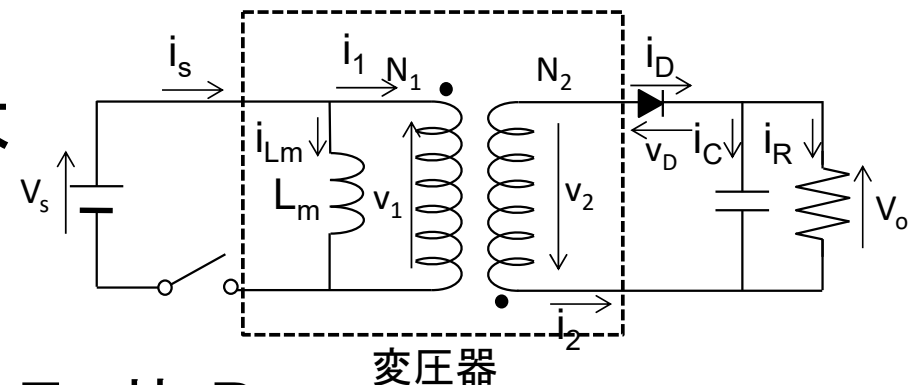 i_s
i_1
N_1
N_2
i_D
i_Lm
L_m
v_1
v_2
v_D
i_C
i_R
V_s
V_o
i_2
変圧器